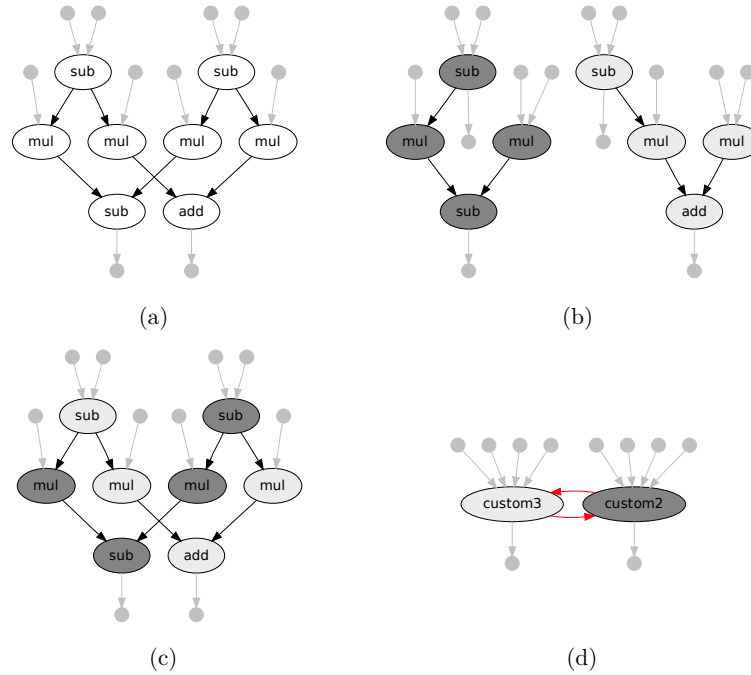 sub sub sub sub
mul mul mul mul mul mul mul mul
sub add sub add
(a) (b)
sub sub
mul mul mul mul custom3 custom2
sub add
(c) (d)